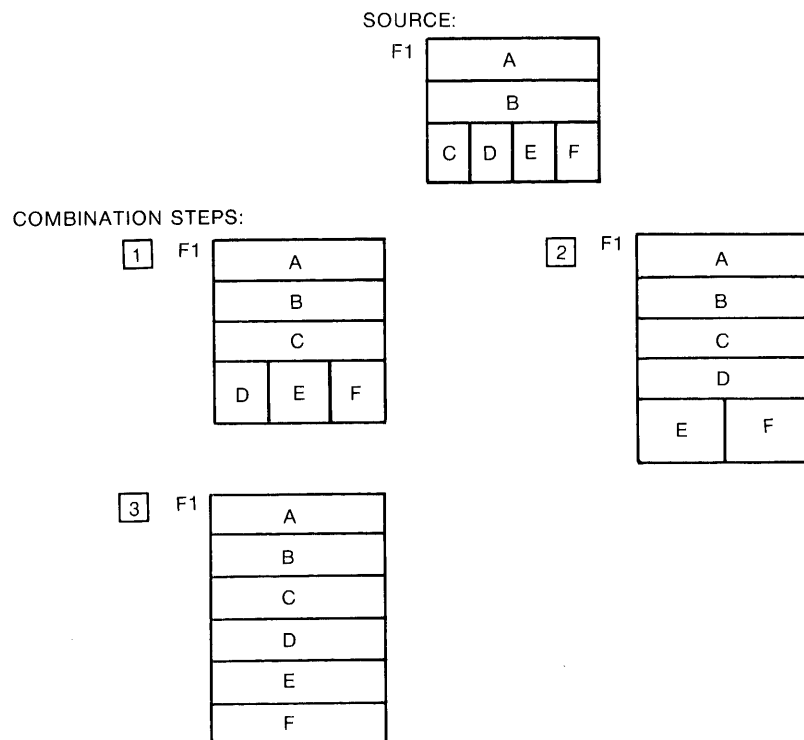 SOURCE:
F1 A
B
C D E F
COMBINATION STEPS:
1 F1 A
B
C
D E F
2 F1 A
B
C
D
E F
3 F1 A
B
C
D
E
F